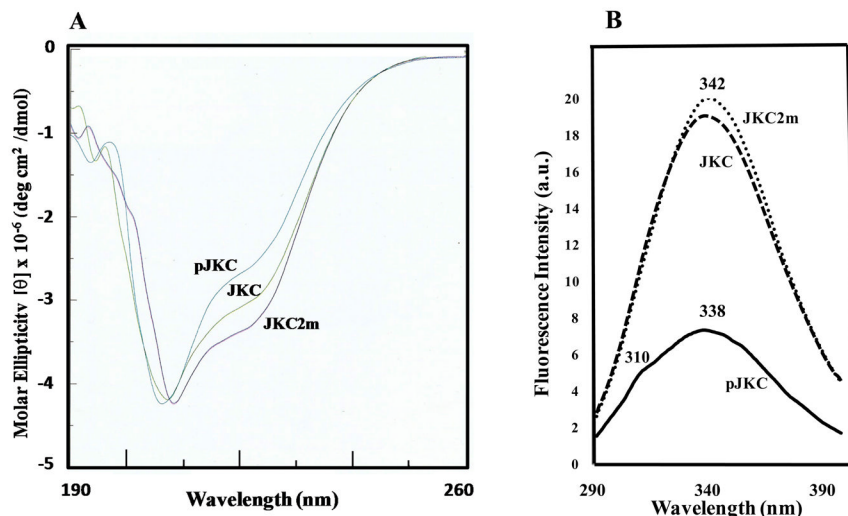 A
0
-1
-2
-3
-4
-5
Molar Ellipticity [θ] x 10⁻⁶ (deg cm² /dmol)
pJKC
JKC
JKC2m
190
260
Wavelength (nm)
B
20
18
16
14
12
10
8
6
4
2
0
Fluorescence Intensity (a.u.)
342
JKC2m
JKC
338
310
pJKC
290
340
390
Wavelength (nm)